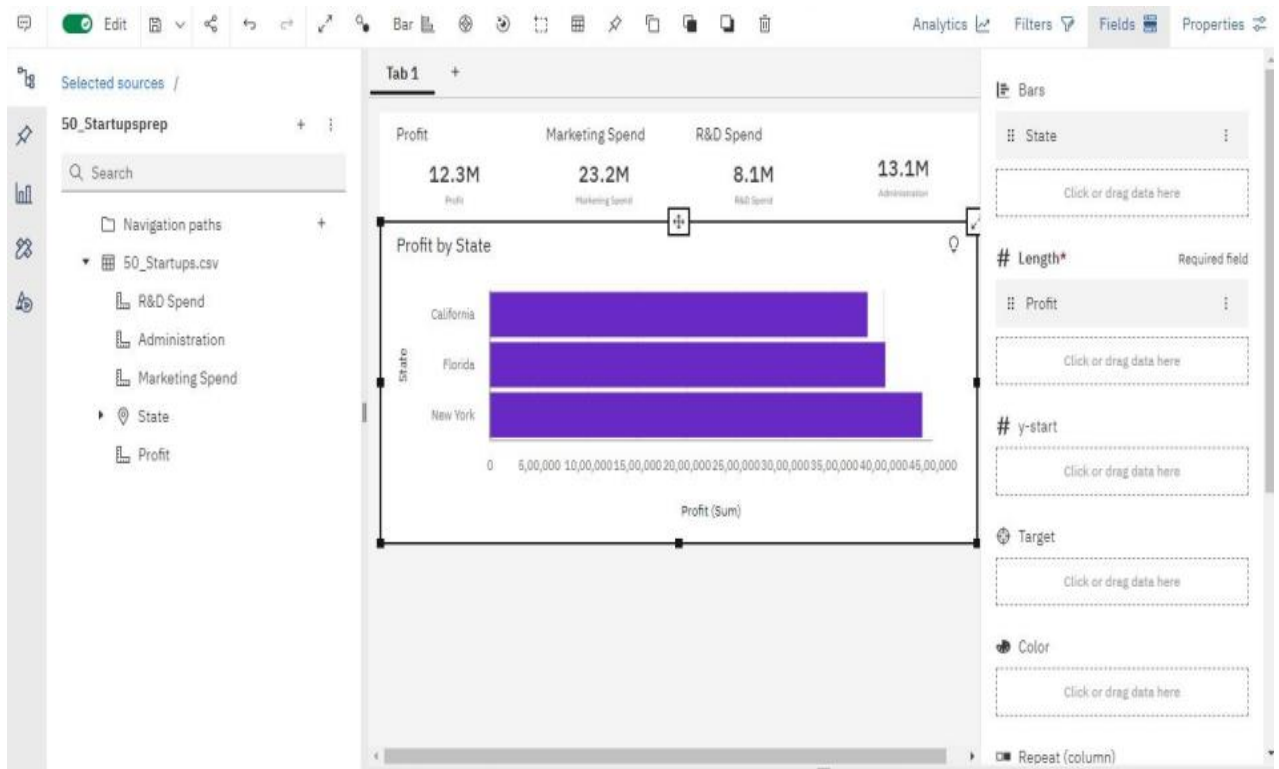 Edit
Bar
Analytics
Filters
Fields
Properties
Selected sources /
50_Startupsprep
Search
Navigation paths
50_Startups.csv
R&D Spend
Administration
Marketing Spend
State
Profit
Tab 1
Profit
Marketing Spend
R&D Spend
12.3M
23.2M
8.1M
13.1M
Profit
Marketing Spend
R&D Spend
Administration
Profit by State
State
California
Florida
New York
0 5,00,000 10,00,000 15,00,000 20,00,000 25,00,000 30,00,000 35,00,000 40,00,000 45,00,000
Profit (Sum)
Bars
State
Click or drag data here
# Length* Required field
Profit
Click or drag data here
# y-start
Click or drag data here
Target
Click or drag data here
Color
Click or drag data here
Repeat (column)